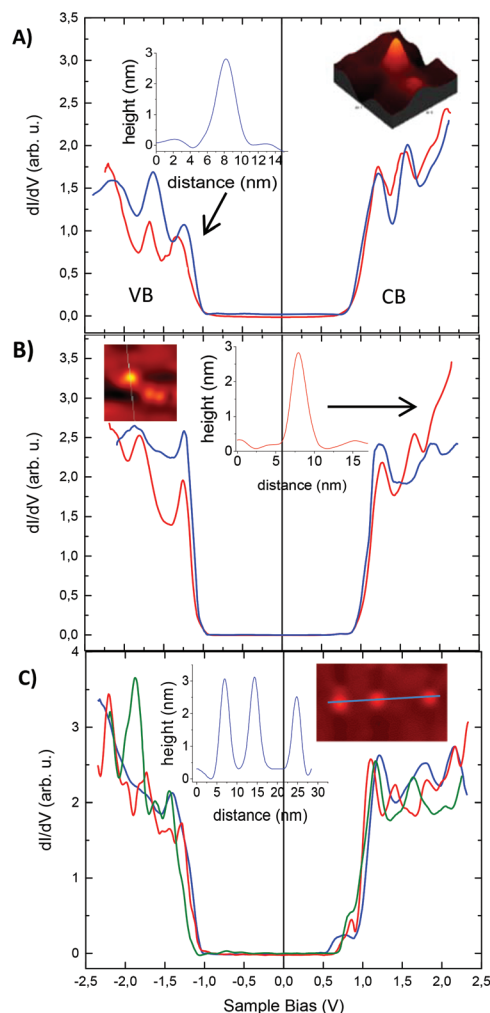 A)
dI/dV (arb. u.)
3,5
3,0
2,5
2,0
1,5
1,0
0,5
0,0
height (nm)
3
2
1
0
0 2 4 6 8 10 12 14
distance (nm)
VB
CB
B)
dI/dV (arb. u.)
3,5
3,0
2,5
2,0
1,5
1,0
0,5
0,0
height (nm)
3
2
1
0
0 5 10 15
distance (nm)
C)
dI/dV (arb. u.)
4
3
2
1
0
height (nm)
3
2
1
0
0 5 10 15 20 25 30
distance (nm)
-2,5 -2,0 -1,5 -1,0 -0,5 0,0 0,5 1,0 1,5 2,0 2,5
Sample Bias (V)